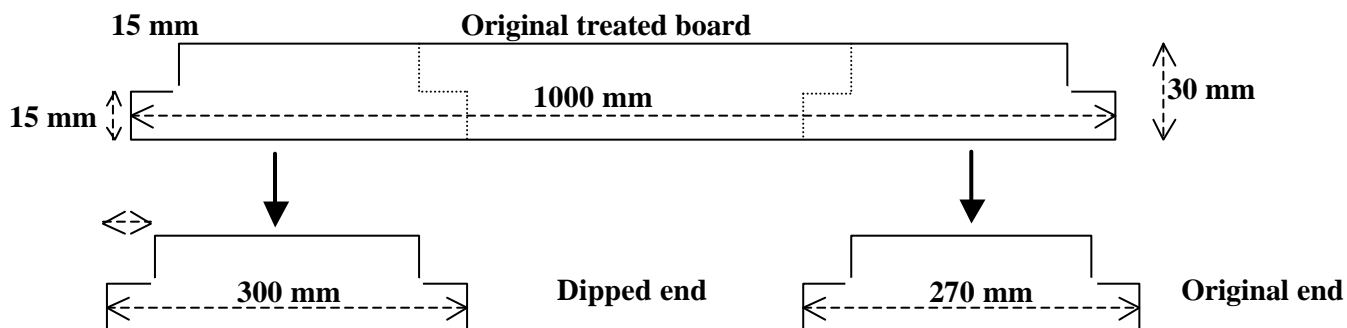 15 mm Original treated board
1000 mm
30 mm
15 mm
300 mm Dipped end 270 mm Original end